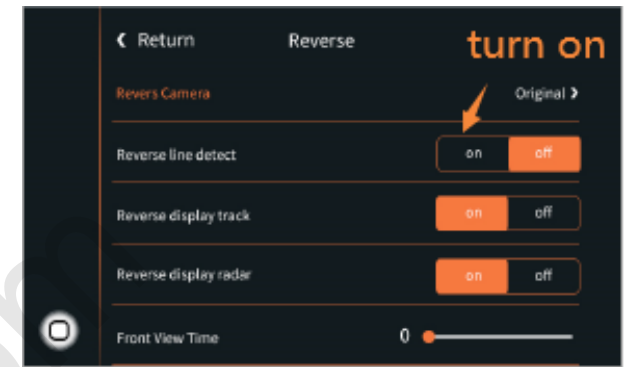 Return Reverse turn on
Revers Camera Original
Reverse line detect on off
Reverse display track on off
Reverse display radar on off
Front View Time 0